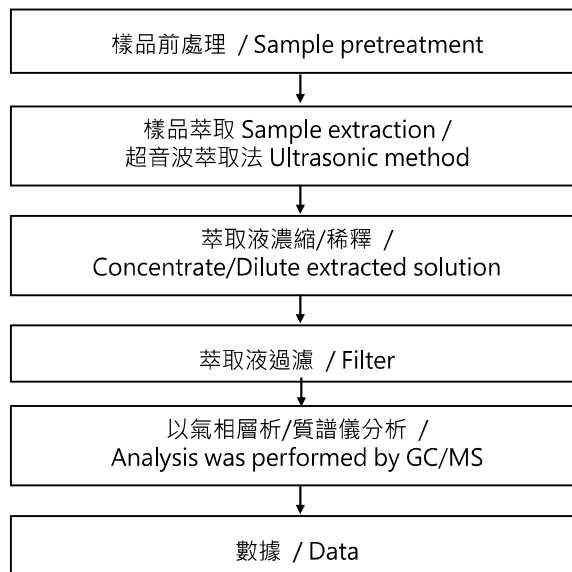 樣品前處理 / Sample pretreatment
樣品萃取 Sample extraction /
超音波萃取法 Ultrasonic method
萃取液濃縮/稀釋 /
Concentrate/Dilute extracted solution
萃取液過濾 / Filter
以氣相層析/質譜儀分析 /
Analysis was performed by GC/MS
數據 / Data